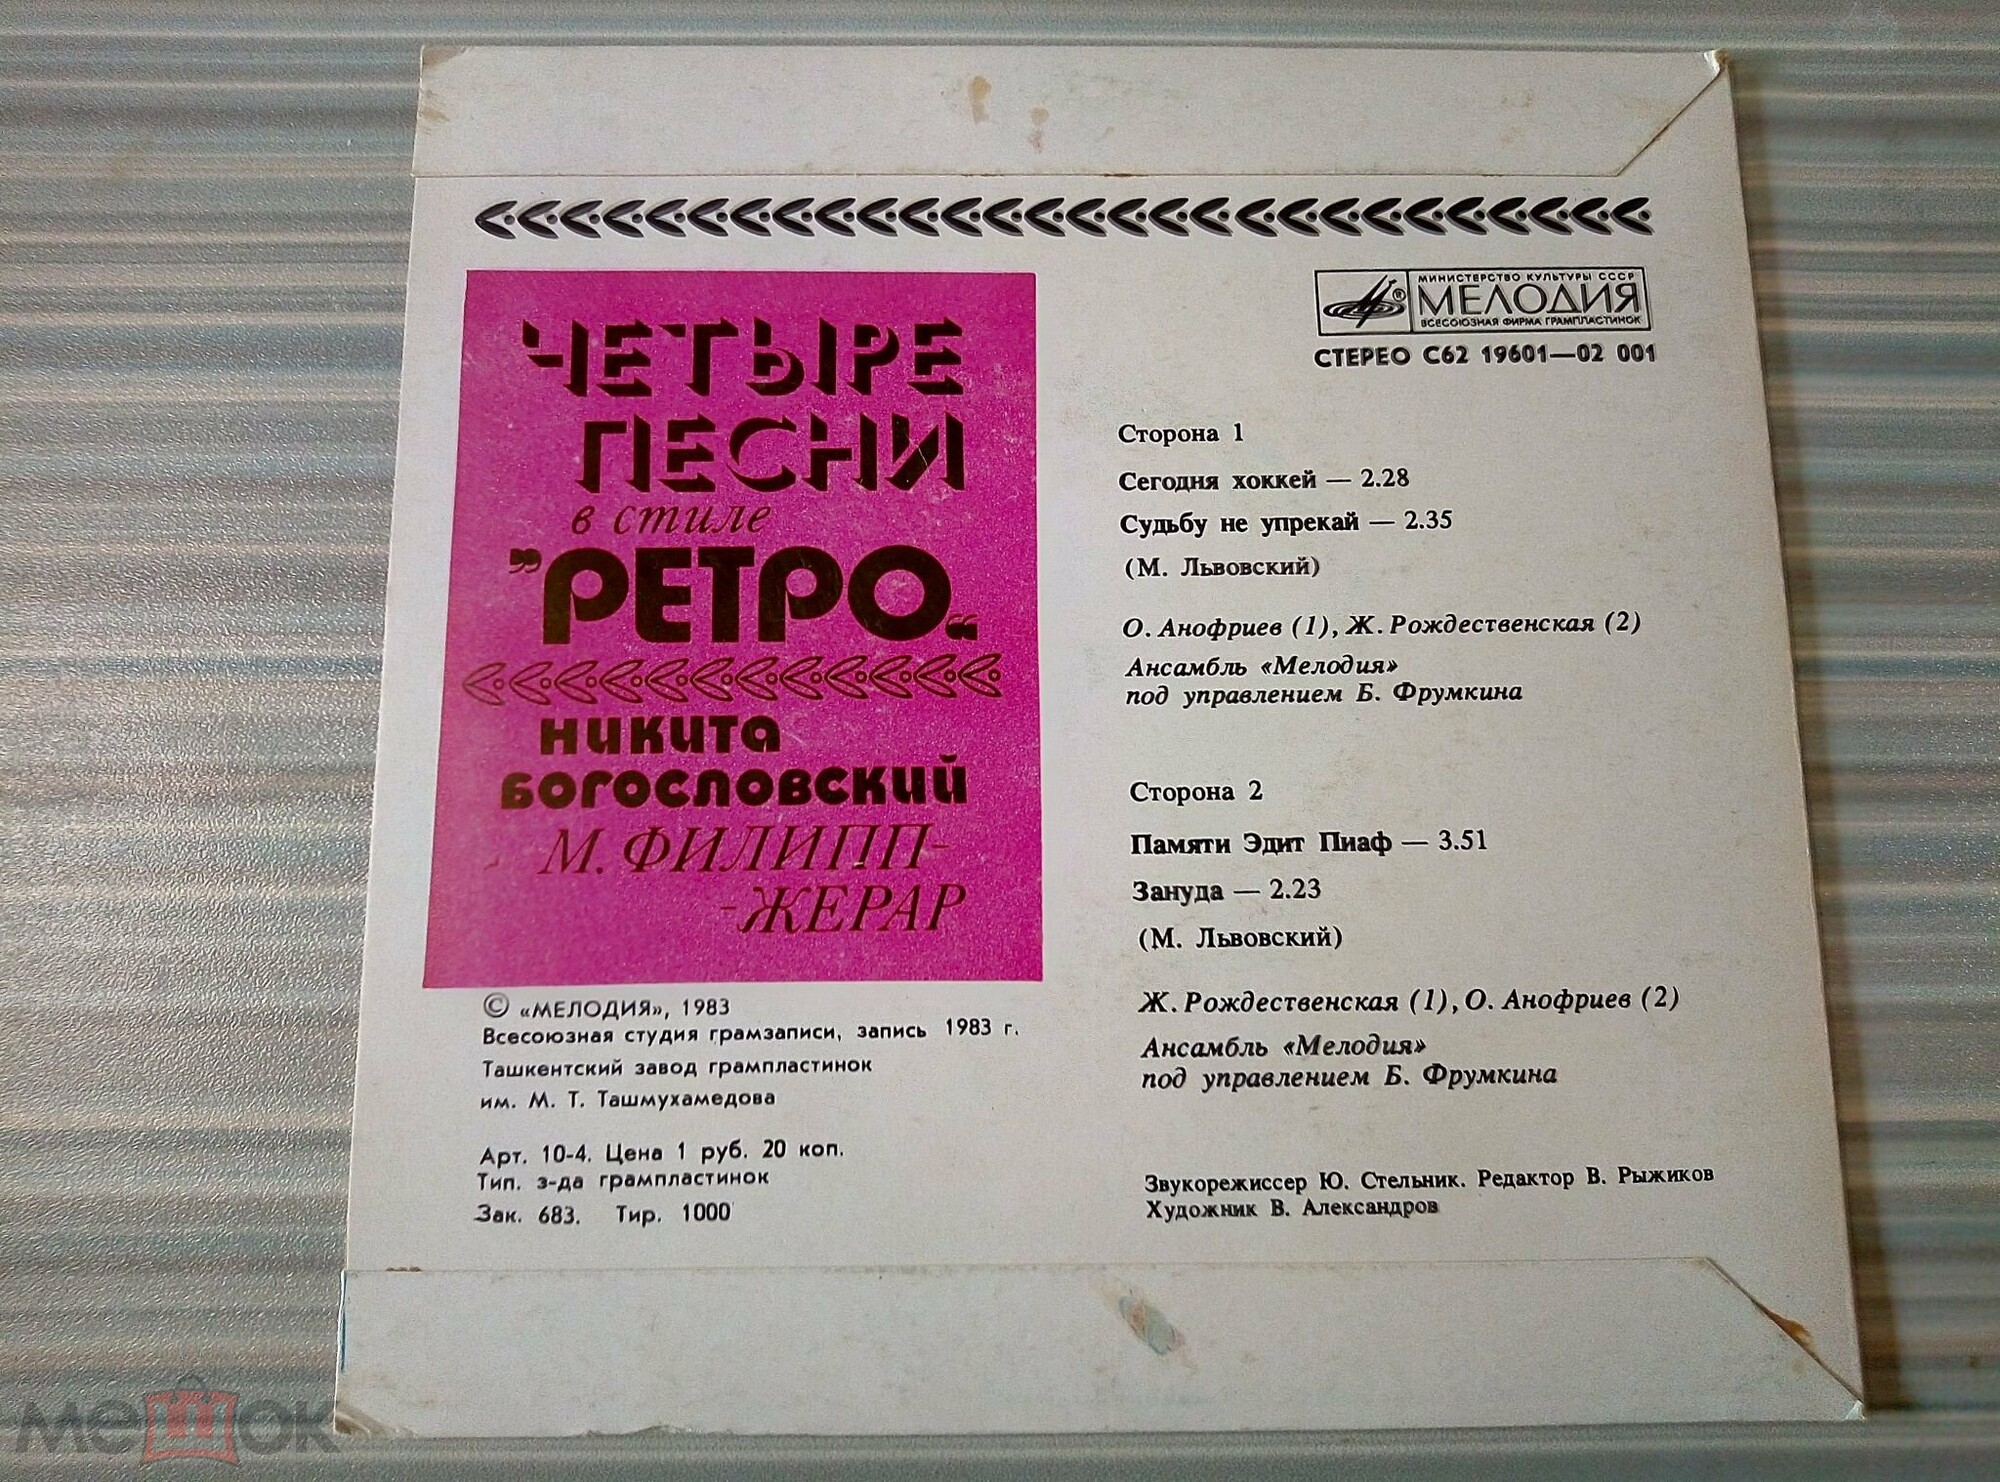 ЧЕТЫРЕ
ПЕСНИ
в стиле
"РЕТРО"
НИКИТА
БОГОСЛОВСКИЙ
М. ФИЛИПП-
-ЖЕРАР
© «МЕЛОДИЯ», 1983
Всесоюзная студия грамзаписи, запись 1983 г.
Ташкентский завод грампластинок
им. М. Т. Ташмухамедова
Арт. 10-4. Цена 1 руб. 20 коп.
Тип. з-да грампластинок
Зак. 683. Тир. 1000
МИНИСТЕРСТВО КУЛЬТУРЫ СССР
МЕЛОДИЯ
ВСЕСОЮЗНАЯ ФИРМА ГРАМПЛАСТИНОК
СТЕРЕО С62 19601—02 001
Сторона 1
Сегодня хоккей — 2.28
Судьбу не упрекай — 2.35
(М. Львовский)
О. Анофриев (1), Ж. Рождественская (2)
Ансамбль «Мелодия»
под управлением Б. Фрумкина
Сторона 2
Памяти Эдит Пиаф — 3.51
Зануда — 2.23
(М. Львовский)
Ж. Рождественская (1), О. Анофриев (2)
Ансамбль «Мелодия»
под управлением Б. Фрумкина
Звукорежиссер Ю. Стельник. Редактор В. Рыжиков
Художник В. Александров
мешок